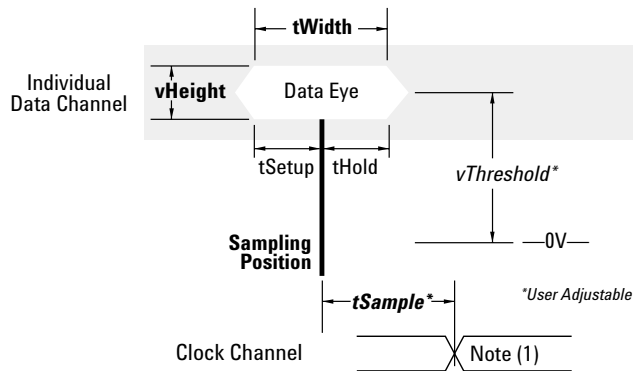 tWidth
Individual
Data Channel
vHeight
Data Eye
tSetup
tHold
vThreshold*
Sampling
Position
0V
tSample*
*User Adjustable
Clock Channel
Note (1)